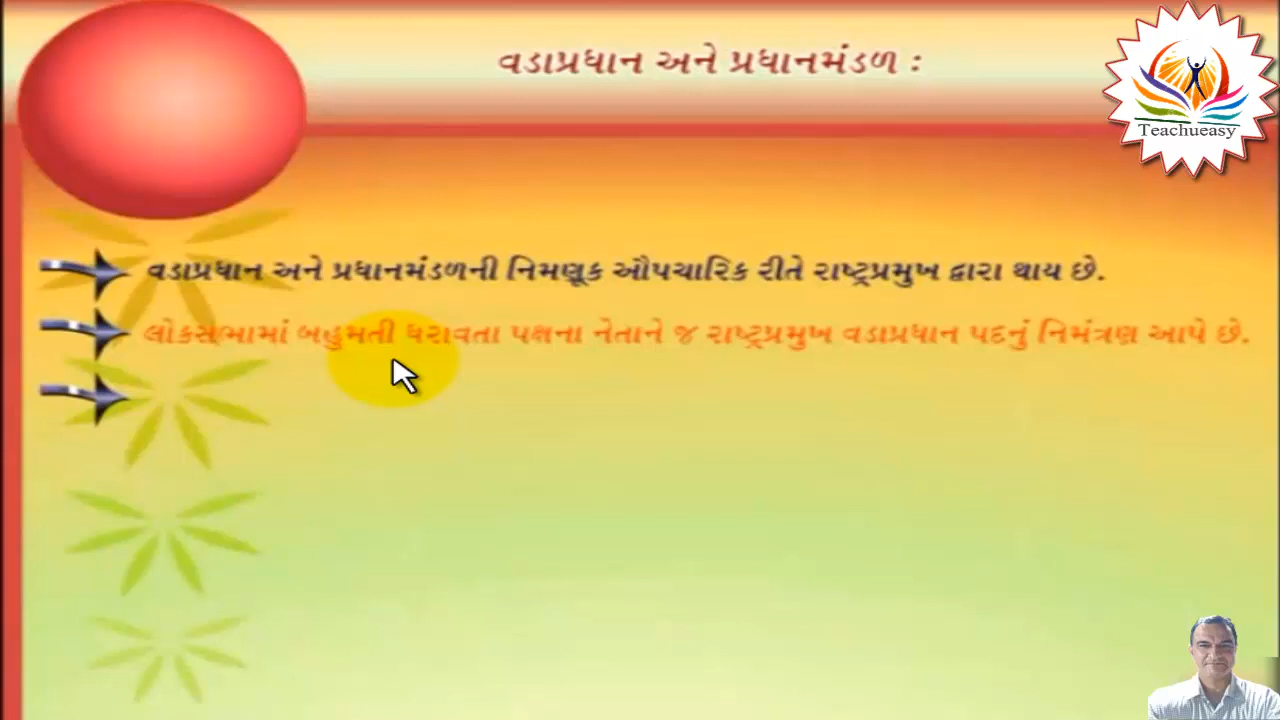 વડાપ્રધાન અને પ્રધાનમંડળ :
Teachueasy
વડાપ્રધાન અને પ્રધાનમંડળની નિમણૂક ઔપચારિક રીતે રાષ્ટ્રપ્રમુખ દ્વારા થાય છે.
લોકસભામાં બહુમતી ધરાવતા પક્ષના નેતાને જ રાષ્ટ્રપ્રમુખ વડાપ્રધાન પદનું નિમંત્રણ આપે છે.